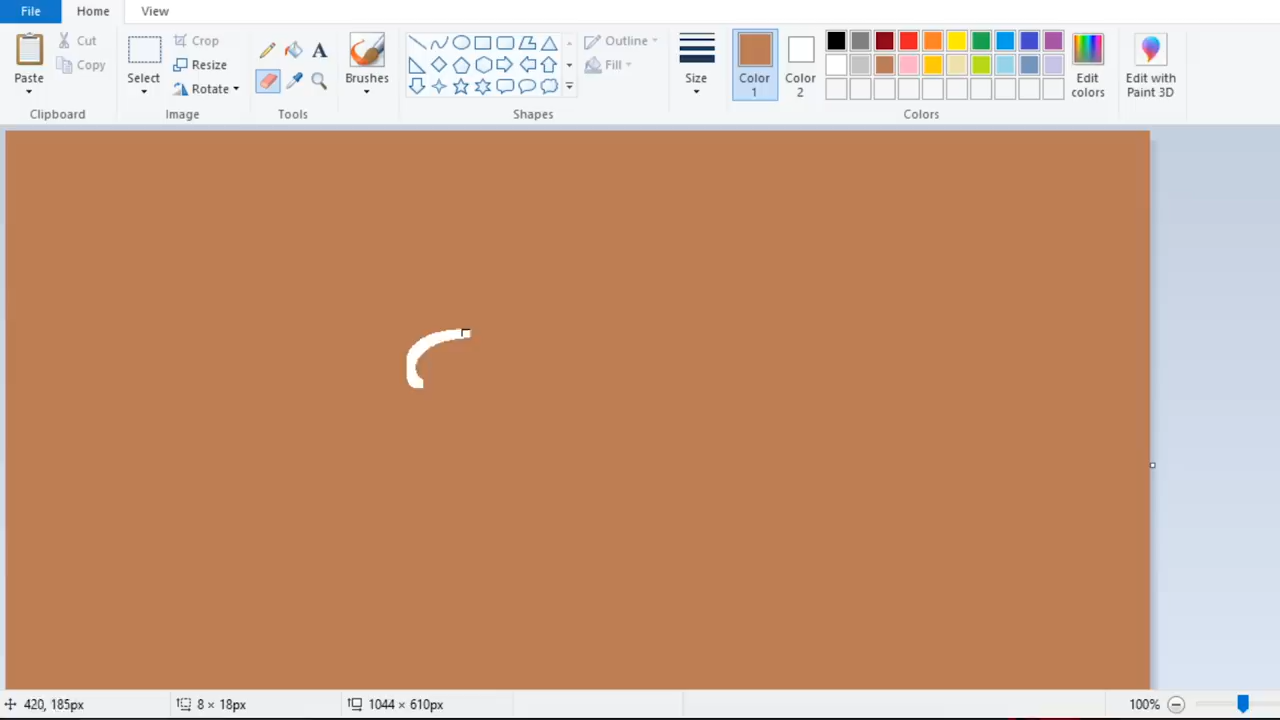 File Home View
Paste Cut Copy Clipboard
Select Crop Resize Rotate Image
A Tools
Brushes
Outline Fill Shapes
Size
Color 1 Color 2 Edit colors Colors
Edit with Paint 3D
420, 185px 8 × 18px 1044 × 610px 100%